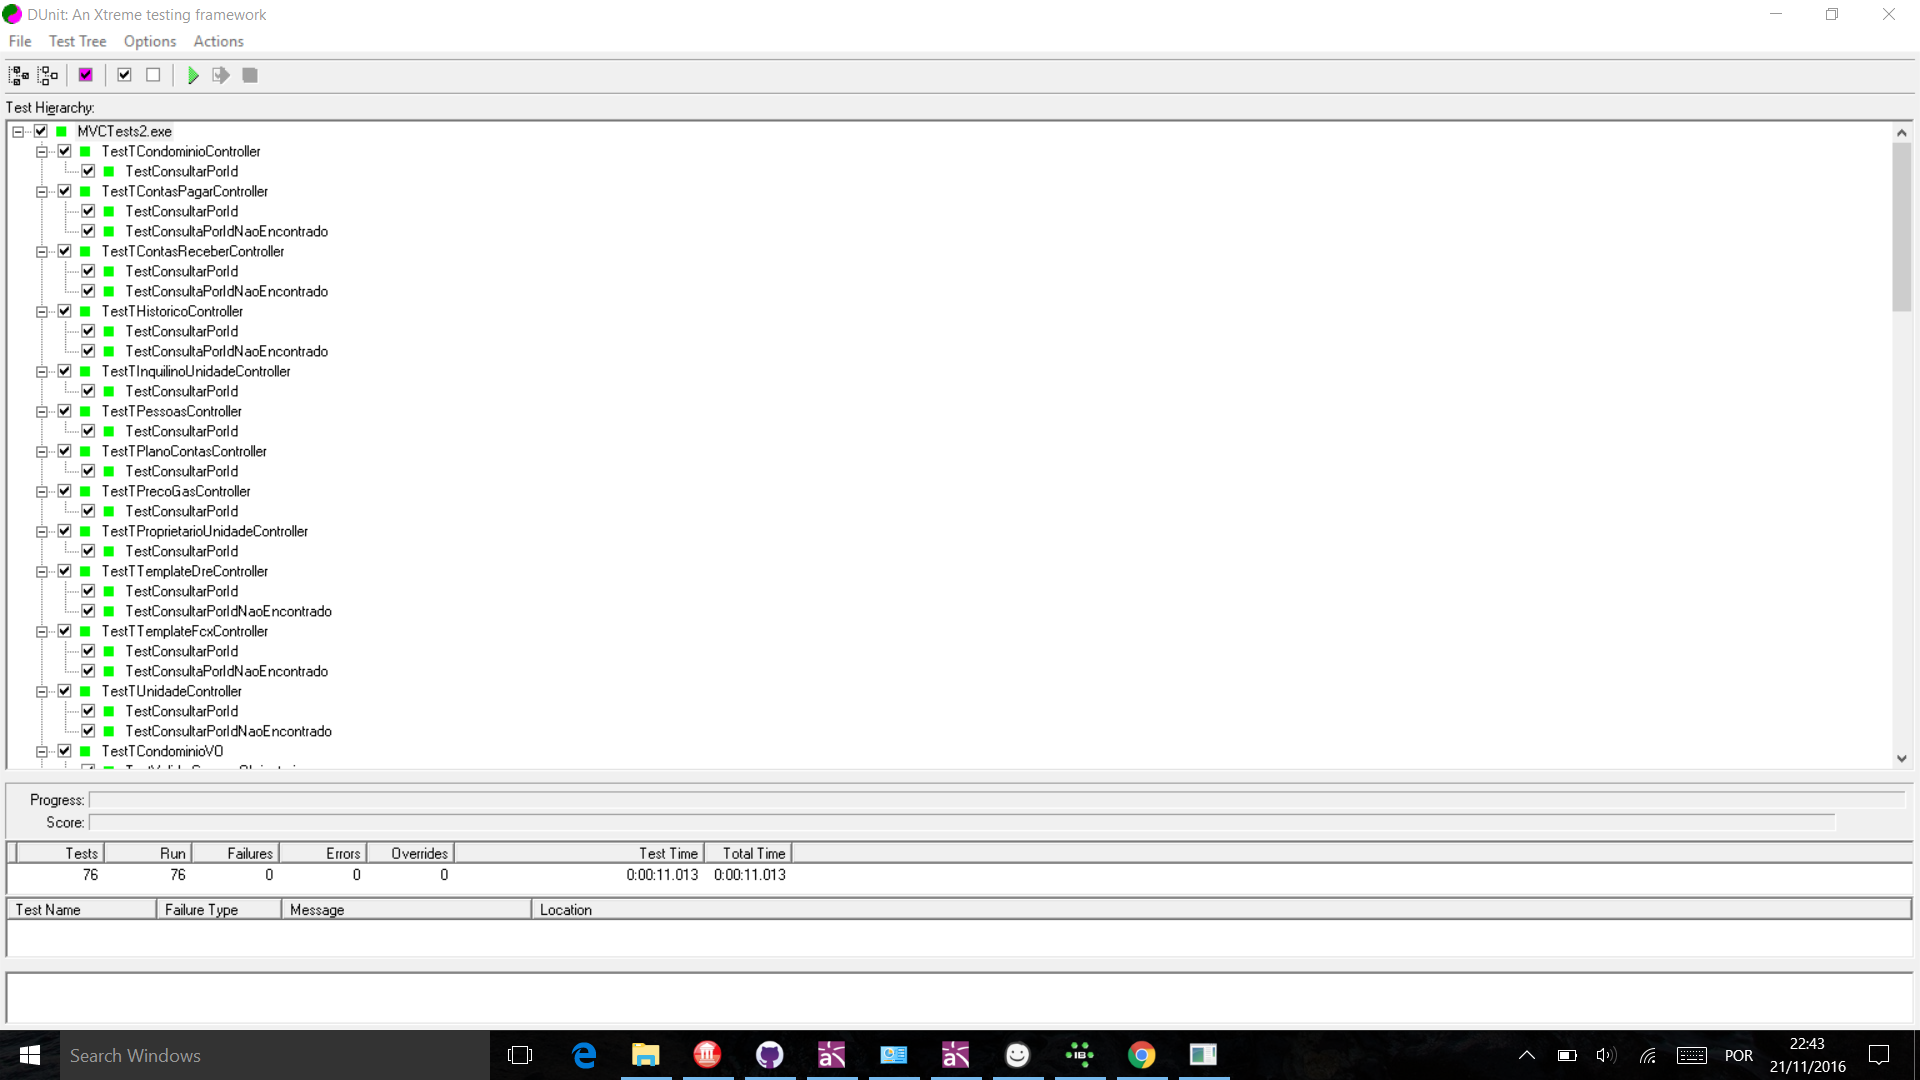 DUnit: An Xtreme testing framework
File Test Tree Options Actions
Test Hierarchy:
MVCTests2.exe
TestTCondominioController
TestConsultarPorId
TestTContasPagarController
TestConsultarPorId
TestConsultaPorIdNaoEncontrado
TestTContasReceberController
TestConsultarPorId
TestConsultaPorIdNaoEncontrado
TestTHistoricoController
TestConsultarPorId
TestConsultaPorIdNaoEncontrado
TestTInquilinoUnidadeController
TestConsultarPorId
TestTPessoasController
TestConsultarPorId
TestTPlanoContasController
TestConsultarPorId
TestTPrecoGasController
TestConsultarPorId
TestTProprietarioUnidadeController
TestConsultarPorId
TestTTemplateDreController
TestConsultarPorId
TestConsultarPorIdNaoEncontrado
TestTTemplateFcxController
TestConsultarPorId
TestConsultaPorIdNaoEncontrado
TestTUnidadeController
TestConsultarPorId
TestConsultarPorIdNaoEncontrado
TestTCondominioVO
Progress:
Score:
Tests Run Failures Errors Overrides Test Time Total Time
76 76 0 0 0 0:00:11.013 0:00:11.013
Test Name Failure Type Message Location
Search Windows
POR
22:43
21/11/2016